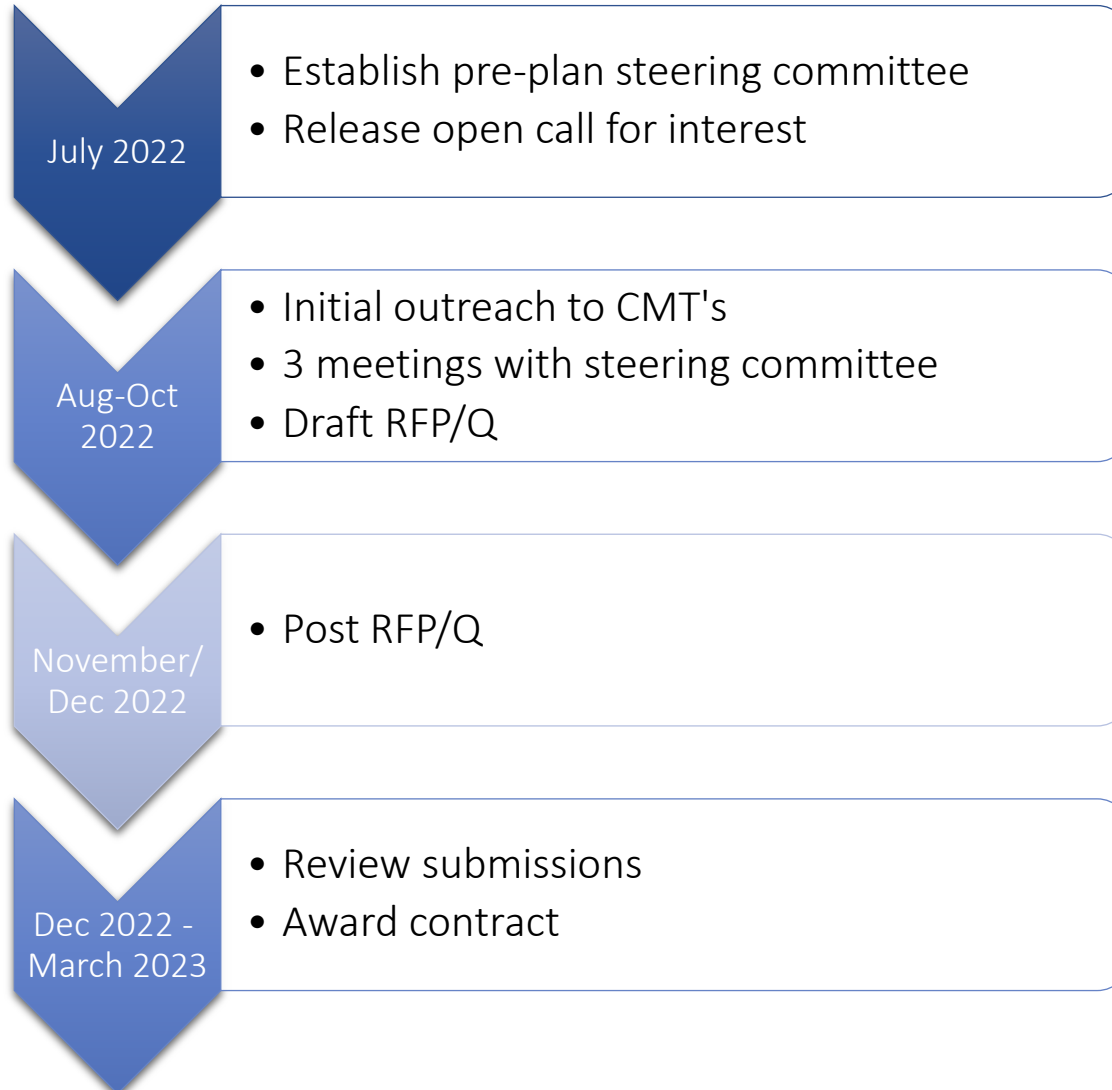 July 2022
• Establish pre-plan steering committee
• Release open call for interest
Aug-Oct
2022
• Initial outreach to CMT's
• 3 meetings with steering committee
• Draft RFP/Q
November/
Dec 2022
• Post RFP/Q
Dec 2022 -
March 2023
• Review submissions
• Award contract